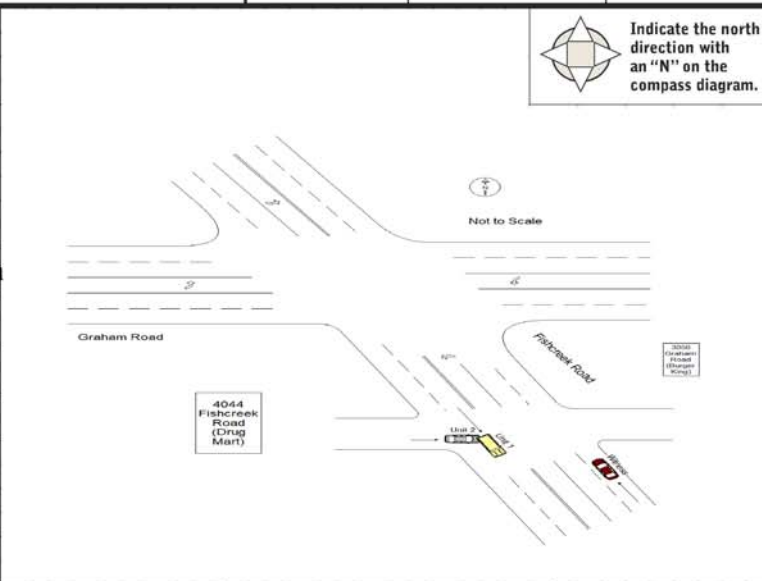 Indicate the north
direction with
an "N" on the
compass diagram.
Not to Scale
Graham Road
Fishcreek Road
3050
Graham
Road
(Burger
King)
4044
Fishcreek
Road
(Drug
Mart)
Unit 2
Unit 1
Witness